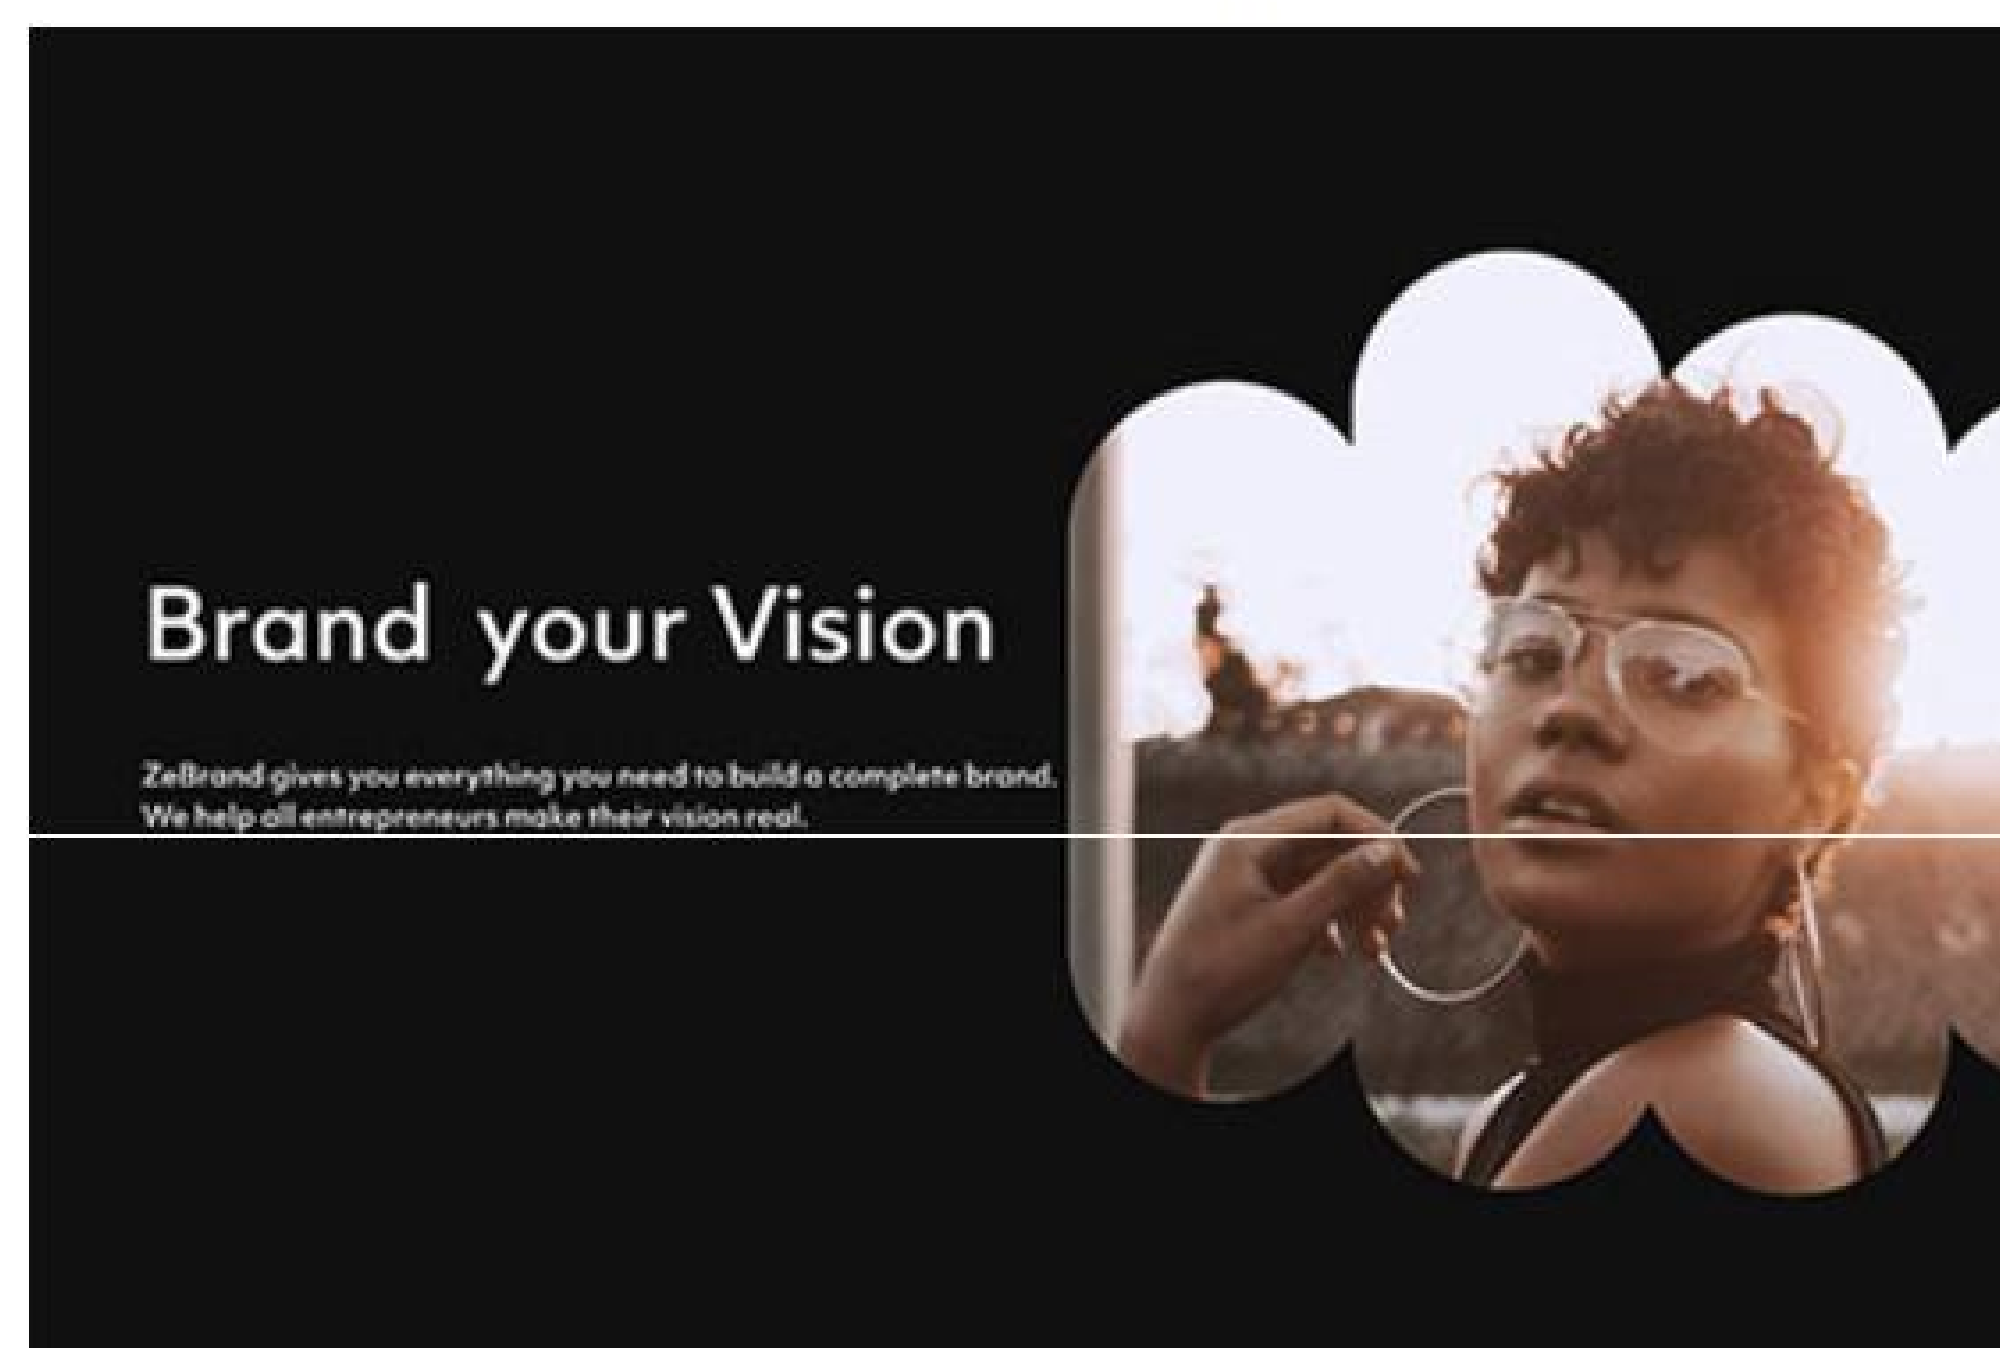 Brand your Vision
ZeBrand gives you everything you need to build a complete brand.
We help all entrepreneurs make their vision real.